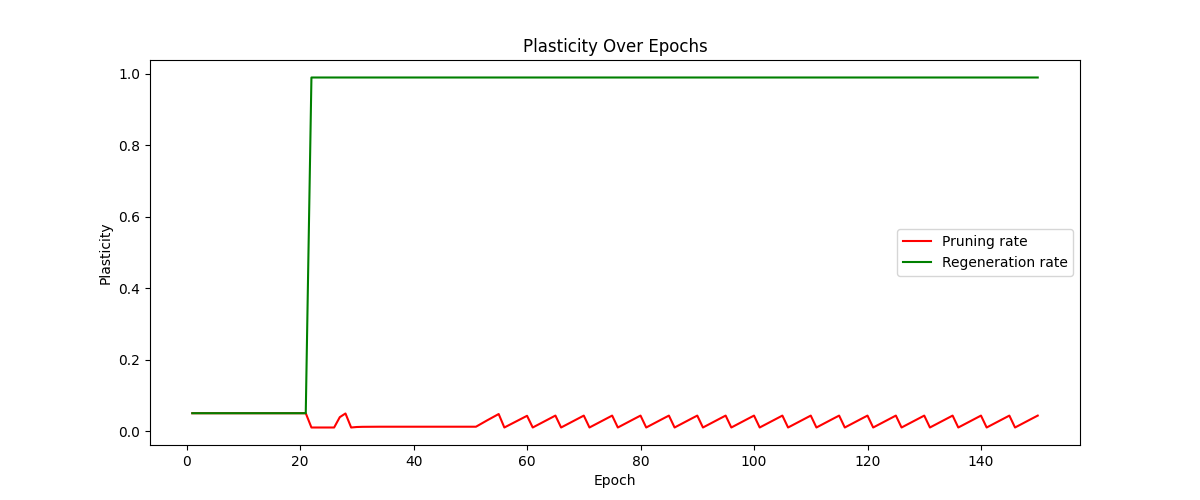 Plasticity Over Epochs
Plasticity
1.0
0.8
0.6
0.4
0.2
0.0
Pruning rate
Regeneration rate
0 20 40 60 80 100 120 140
Epoch